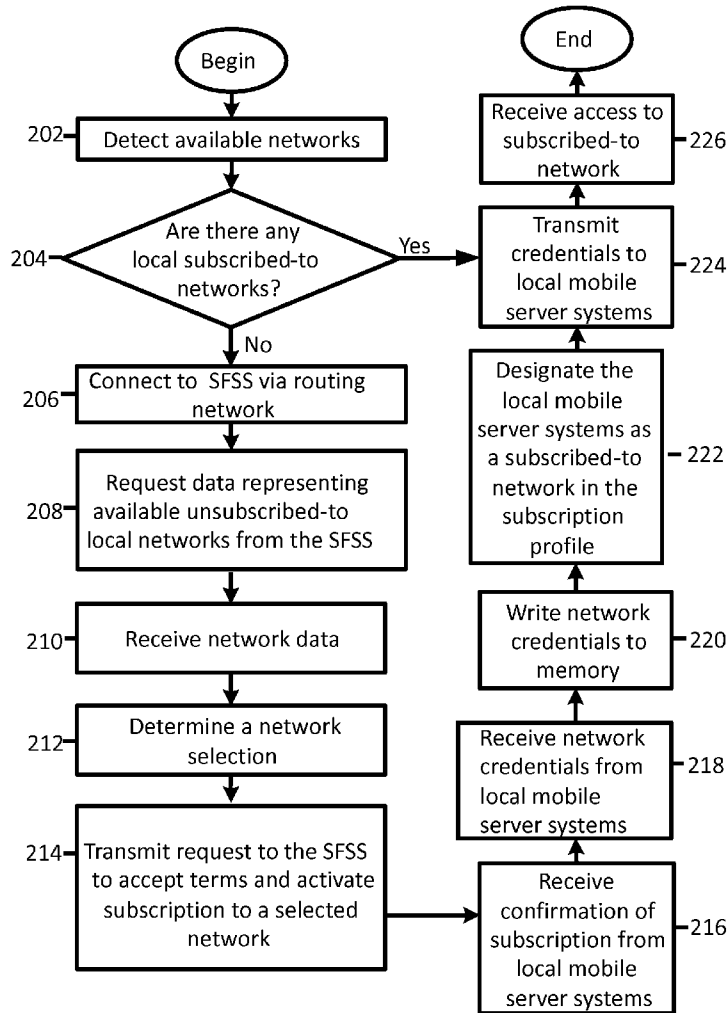 Begin
202
Detect available networks
204
Are there any
local subscribed-to
networks?
Yes
No
206
Connect to SFSS via routing
network
208
Request data representing
available unsubscribed-to
local networks from the SFSS
210
Receive network data
212
Determine a network
selection
214
Transmit request to the SFSS
to accept terms and activate
subscription to a selected
network
End
Receive access to
subscribed-to
network
226
Transmit
credentials to
local mobile
server systems
224
Designate the
local mobile
server systems as
a subscribed-to
network in the
subscription
profile
222
Write network
credentials to
memory
220
Receive network
credentials from
local mobile
server systems
218
Receive
confirmation of
subscription from
local mobile
server systems
216